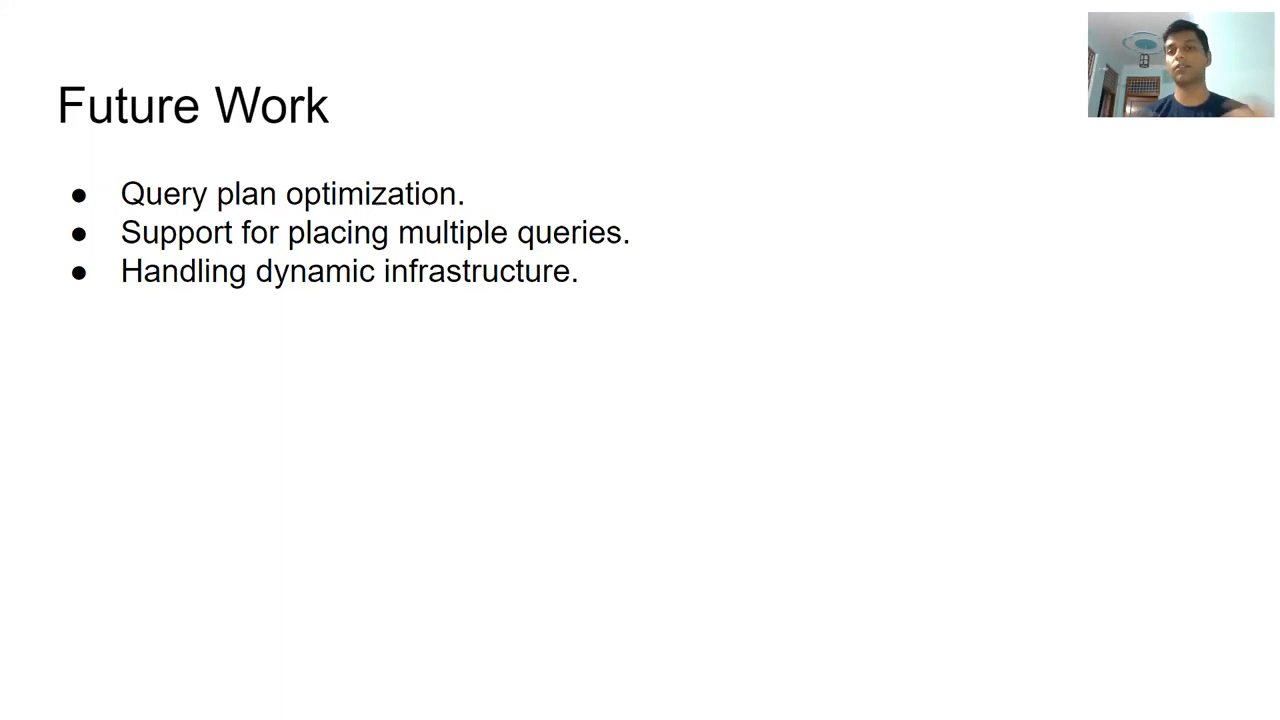 Future Work
● Query plan optimization.
● Support for placing multiple queries.
● Handling dynamic infrastructure.